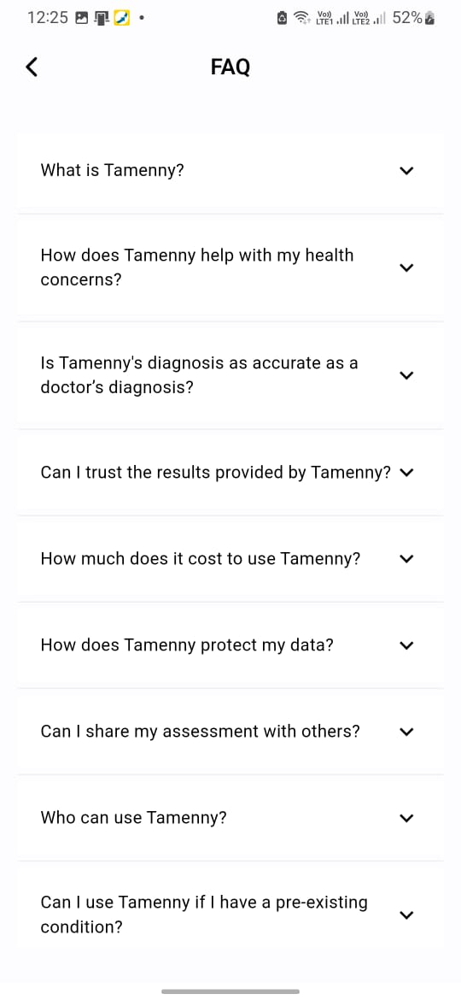 12:25
Vo)) LTE1
Vo)) LTE2
52%
FAQ
What is Tamenny?
How does Tamenny help with my health
concerns?
Is Tamenny's diagnosis as accurate as a
doctor’s diagnosis?
Can I trust the results provided by Tamenny?
How much does it cost to use Tamenny?
How does Tamenny protect my data?
Can I share my assessment with others?
Who can use Tamenny?
Can I use Tamenny if I have a pre-existing
condition?